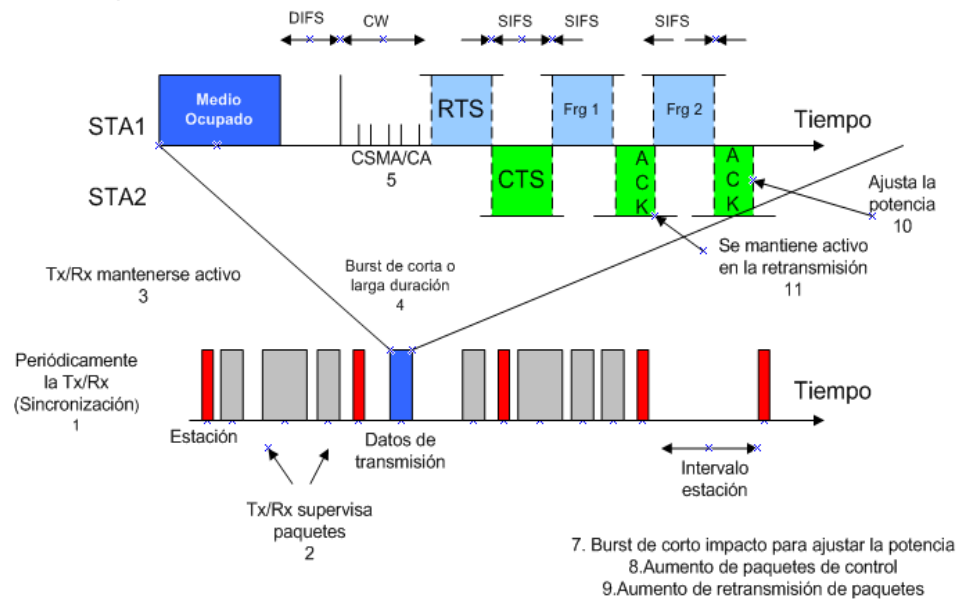 DIFS
CW
SIFS
SIFS
SIFS
Medio
Ocupado
RTS
Frg 1
Frg 2
Tiempo
STA1
CSMA/CA
5
CTS
ACK
ACK
STA2
Ajusta la
potencia
10
Se mantiene activo
en la retransmisión
11
Tx/Rx mantenerse activo
3
Burst de corta o
larga duración
4
Periódicamente
la Tx/Rx
(Sincronización)
1
Tiempo
Estación
Datos de
transmisión
Intervalo
estación
Tx/Rx supervisa
paquetes
2
7. Burst de corto impacto para ajustar la potencia
8.Aumento de paquetes de control
9.Aumento de retransmisión de paquetes